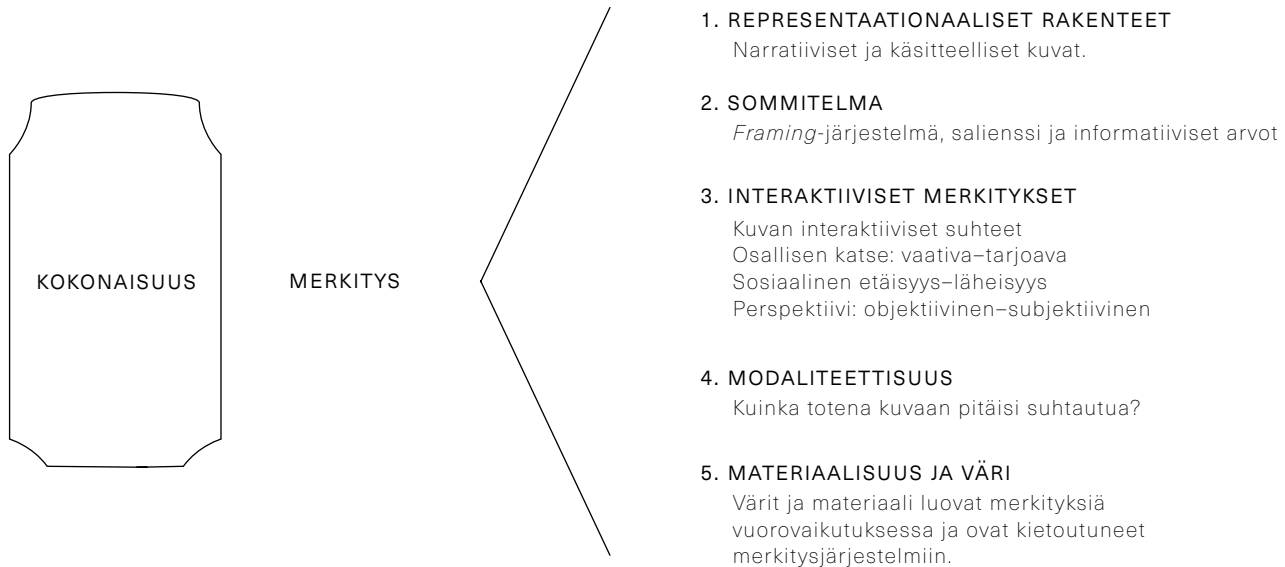 KOKONAISUUS
MERKITYS
1. REPRESENTAATIONAALISET RAKENTEET
Narratiiviset ja käsitteelliset kuvat.
2. SOMMITELMA
Framing-järjestelmä, salienssi ja informatiiviset arvot
3. INTERAKTIIVISET MERKITYKSET
Kuvan interaktiiviset suhteet
Osallisen katse: vaativa–tarjoava
Sosiaalinen etäisyys–läheisyys
Perspektiivi: objektiivinen–subjektiivinen
4. MODALITEETTISUUS
Kuinka totena kuvaan pitäisi suhtautua?
5. MATERIAALISUUS JA VÄRI
Värit ja materiaali luovat merkityksiä
vuorovaikutuksessa ja ovat kietoutuneet
merkitysjärjestelmiin.